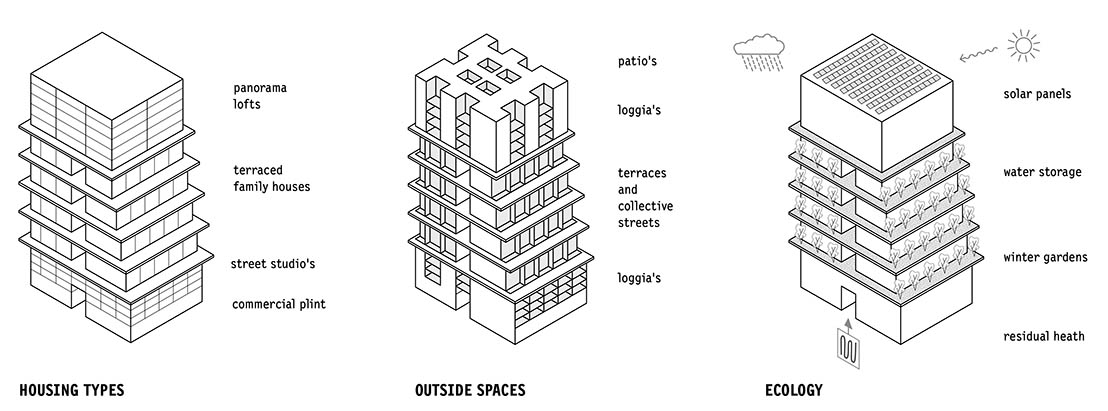 panorama
lofts
terraced
family houses
street studio's
commercial plint
HOUSING TYPES
patio's
loggia's
terraces
and
collective
streets
loggia's
OUTSIDE SPACES
solar panels
water storage
winter gardens
residual heath
ECOLOGY